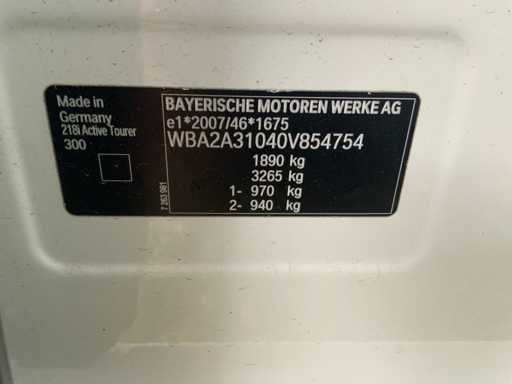 Made in
Germany
218i Active Tourer
300
7 263 981
BAYERISCHE MOTOREN WERKE AG
e1*2007/46*1675
WBA2A31040V854754
1890 kg
3265 kg
1- 970 kg
2- 940 kg